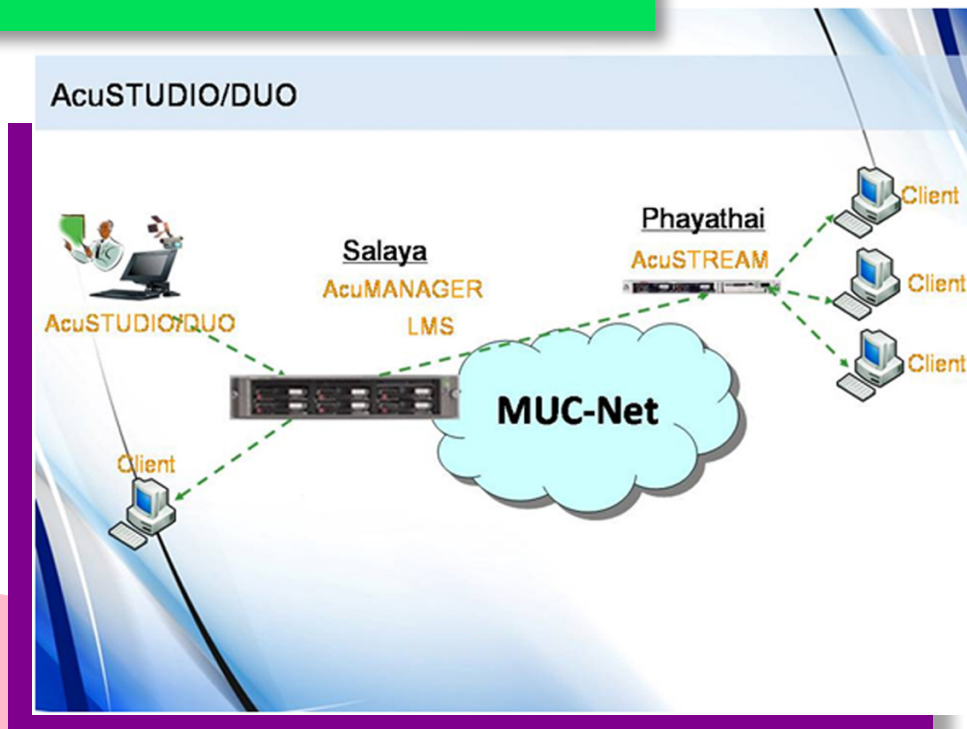 AcuSTUDIO/DUO
AcuSTUDIO/DUO
Salaya
AcuMANAGER
LMS
Phayathai
AcuSTREAM
Client
Client
Client
MUC-Net
Client